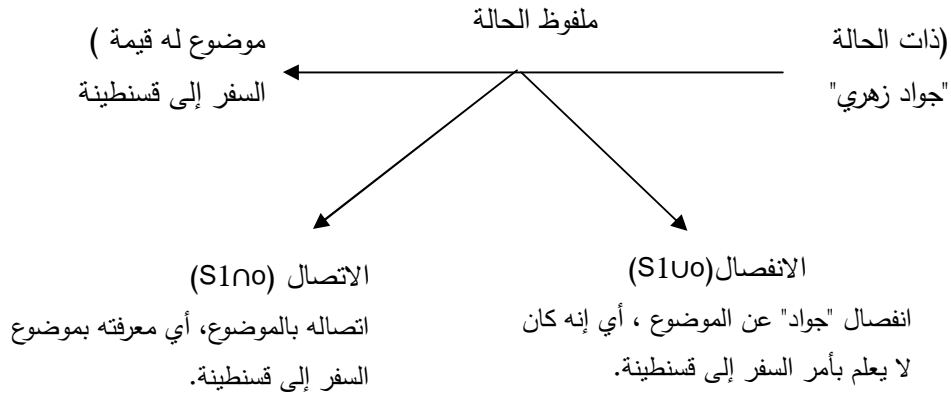 ملفوظ الحالة
(ذات الحالة
"جواد زهري"
موضوع له قيمة )
السفر إلى قسنطينة
الانفصال(S1∪o)
انفصال "جواد" عن الموضوع ، أي إنه كان
لا يعلم بأمر السفر إلى قسنطينة.
الاتصال (S1∩o)
اتصاله بالموضوع، أي معرفته بموضوع
السفر إلى قسنطينة.